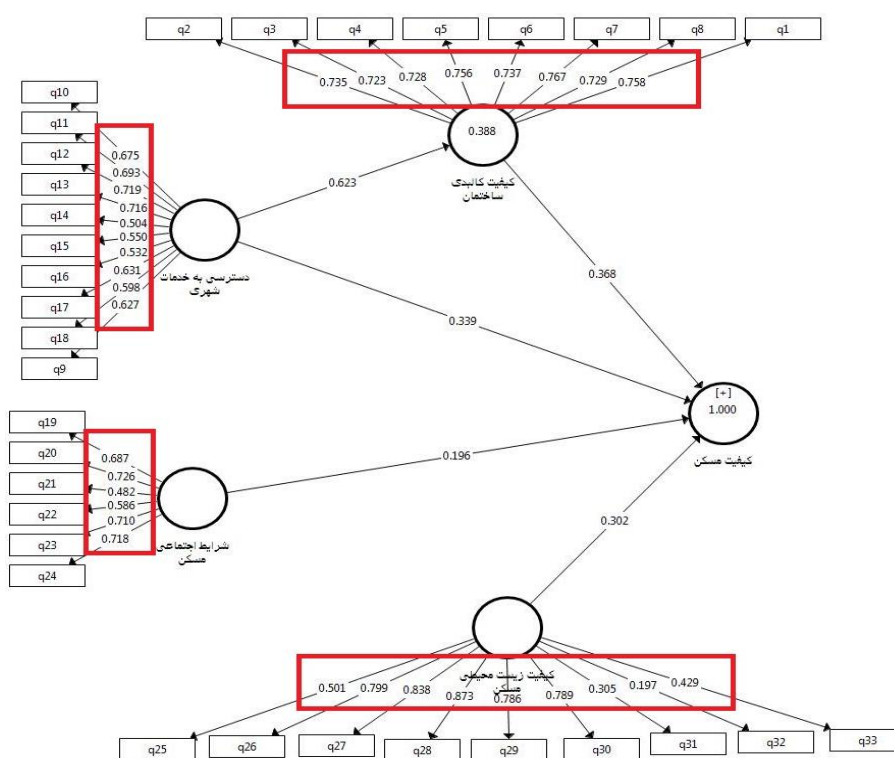 q2 q3 q4 q5 q6 q7 q8 q1
0.735 0.723 0.728 0.756 0.737 0.767 0.729 0.758
0.388
کیفیت کالبدی
ساختمان
q10
q11
q12
q13
q14
q15
q16
q17
q18
q9
0.675
0.693
0.719
0.716
0.504
0.550
0.532
0.631
0.598
0.627
دسترسی به خدمات
شهری
0.623
0.368
0.339
[+]
1.000
کیفیت مسکن
q19
q20
q21
q22
q23
q24
0.687
0.726
0.482
0.586
0.710
0.718
شرایط اجتماعی
مسکن
0.196
0.302
کیفیت زیست محیطی
مسکن
0.501 0.799 0.838 0.873 0.786 0.789 0.305 0.197 0.429
q25 q26 q27 q28 q29 q30 q31 q32 q33